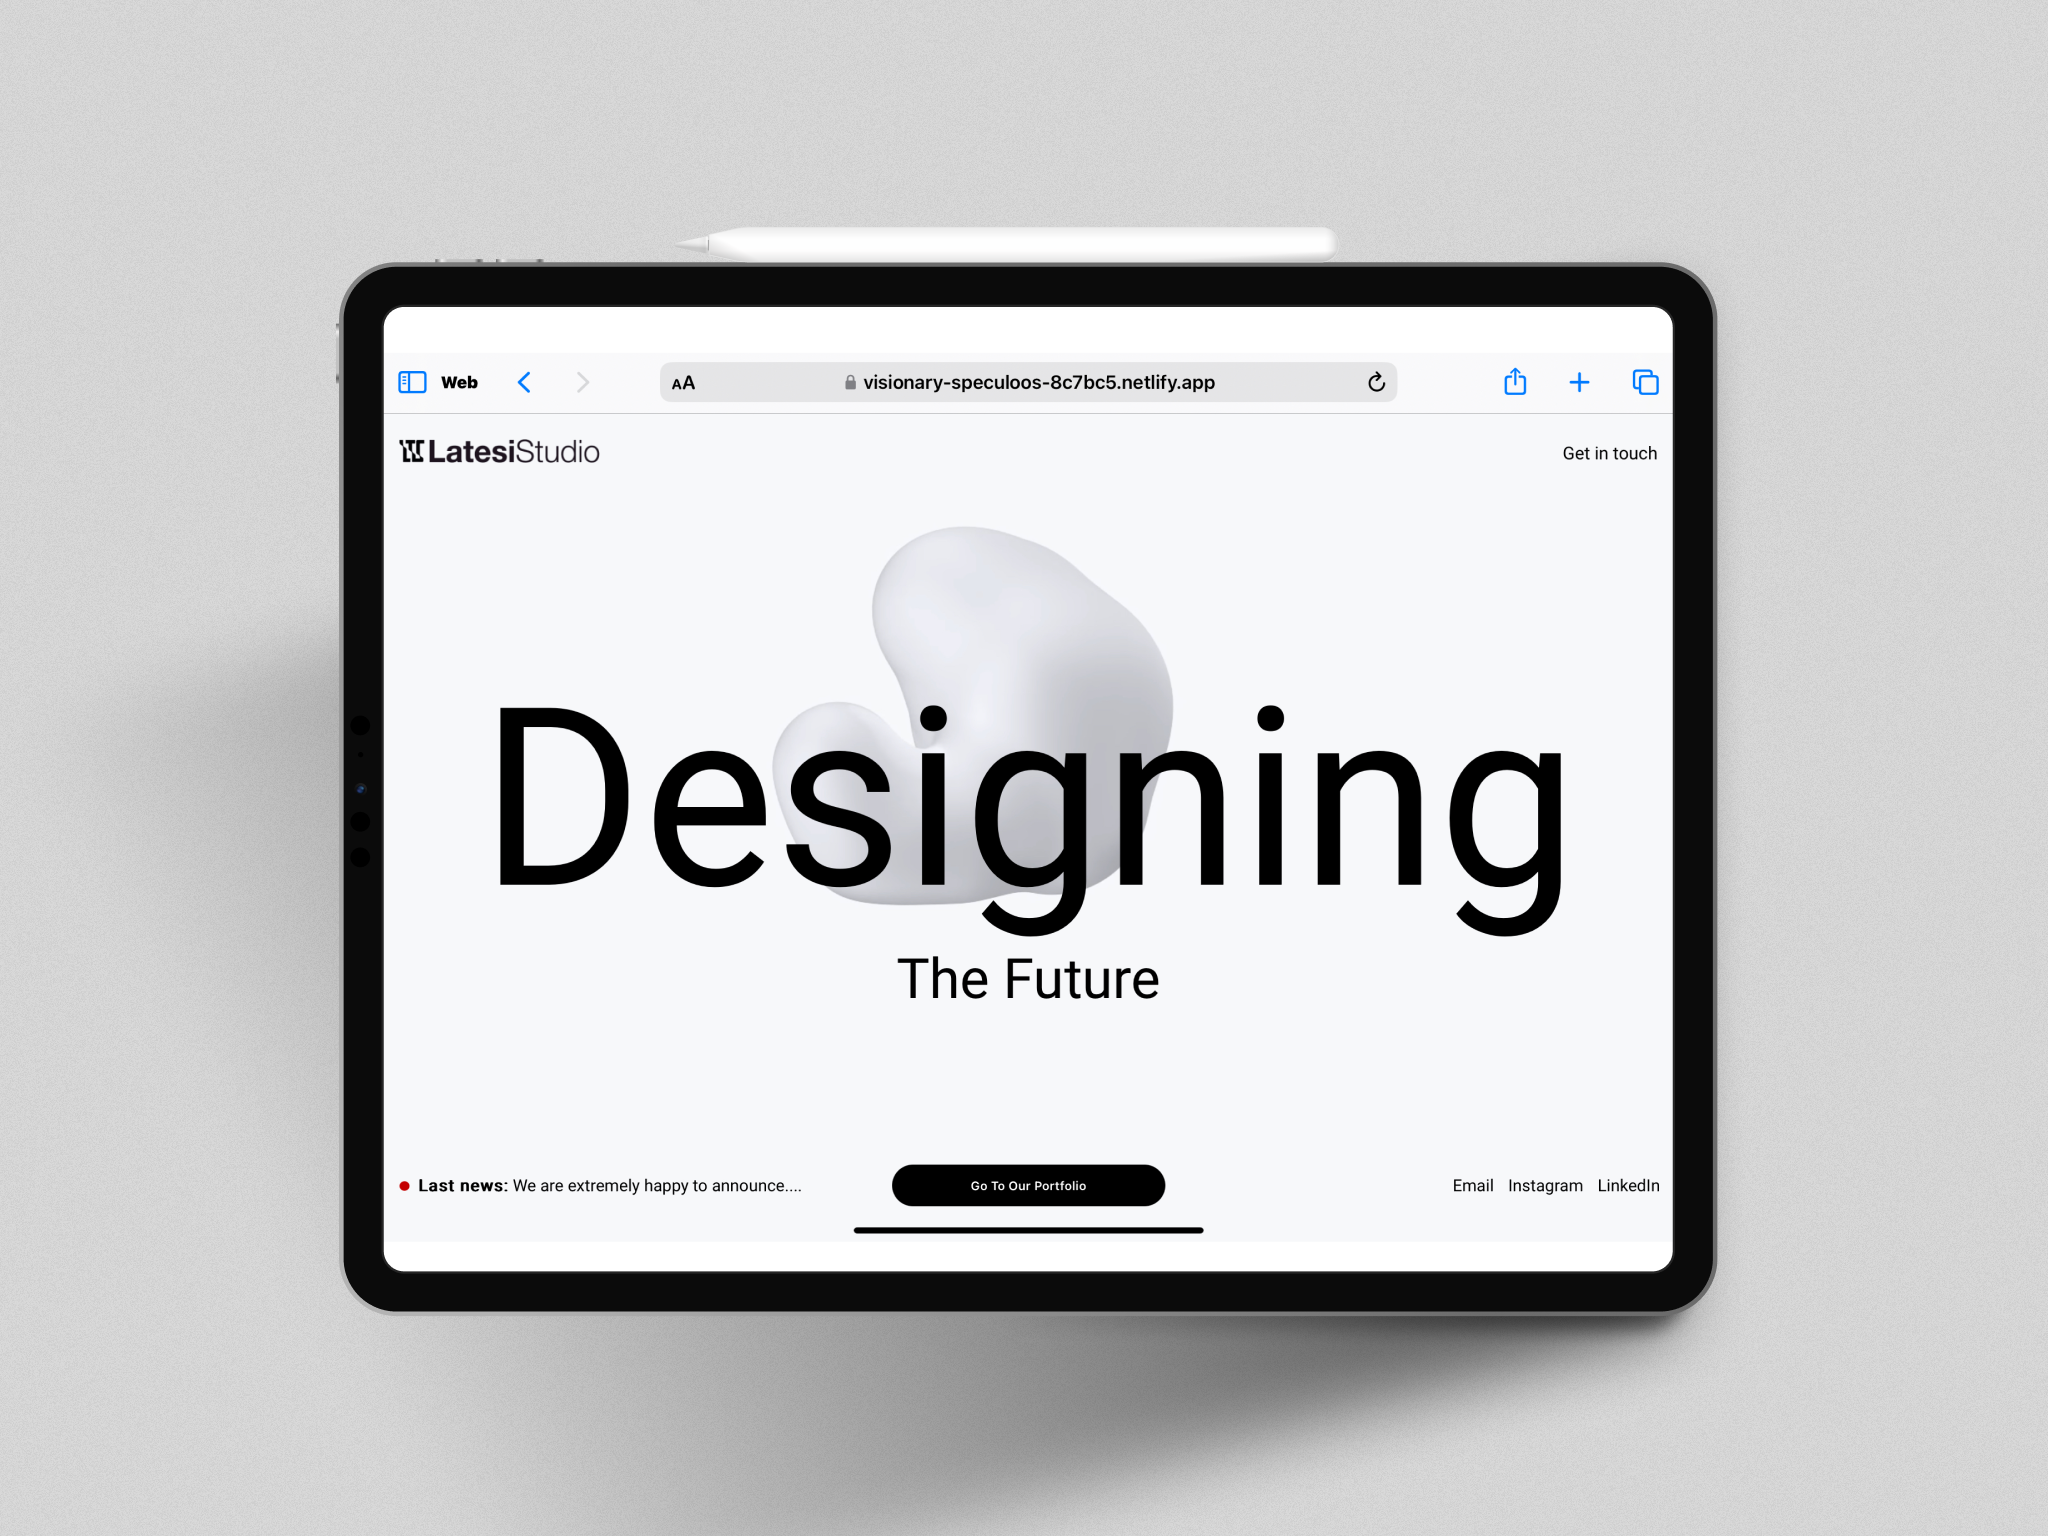 Web
AA
visionary-speculoos-8c7bc5.netlify.app
LatesiStudio
Get in touch
Designing
The Future
Last news: We are extremely happy to announce....
Go To Our Portfolio
Email Instagram LinkedIn